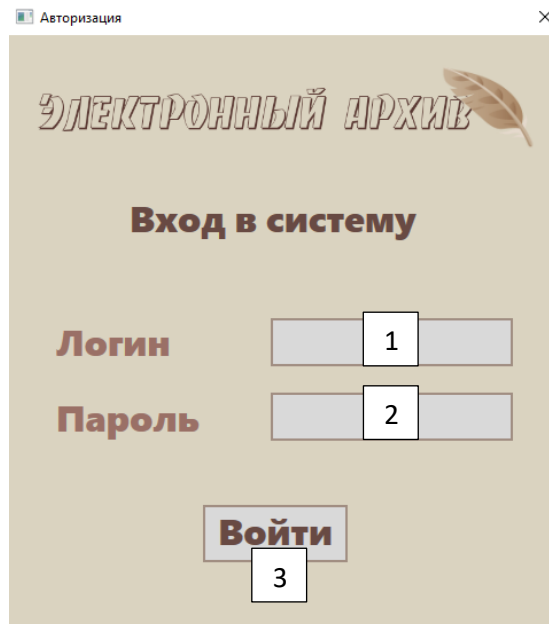 Авторизация
ЭЛЕКТРОННЫЙ АРХИВ
Вход в систему
Логин 1
Пароль 2
Войти
3